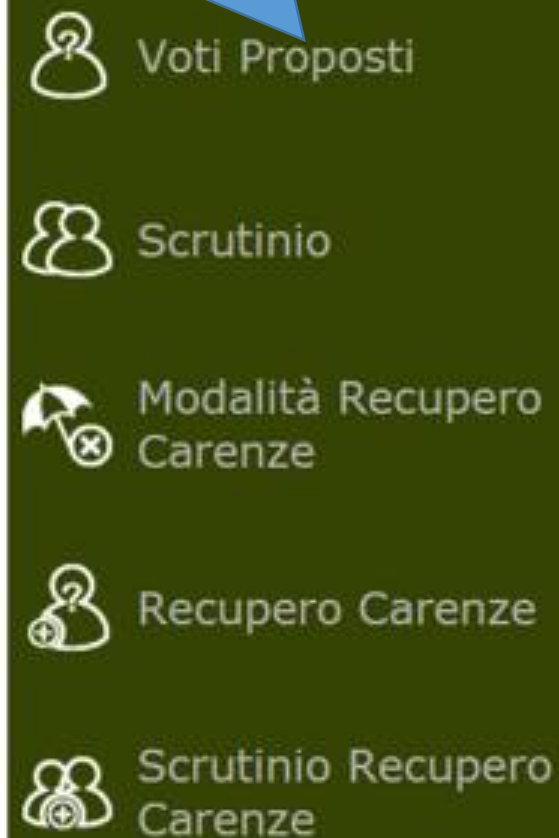 Voti Proposti
Scrutinio
Modalità Recupero
Carenze
Recupero Carenze
Scrutinio Recupero
Carenze